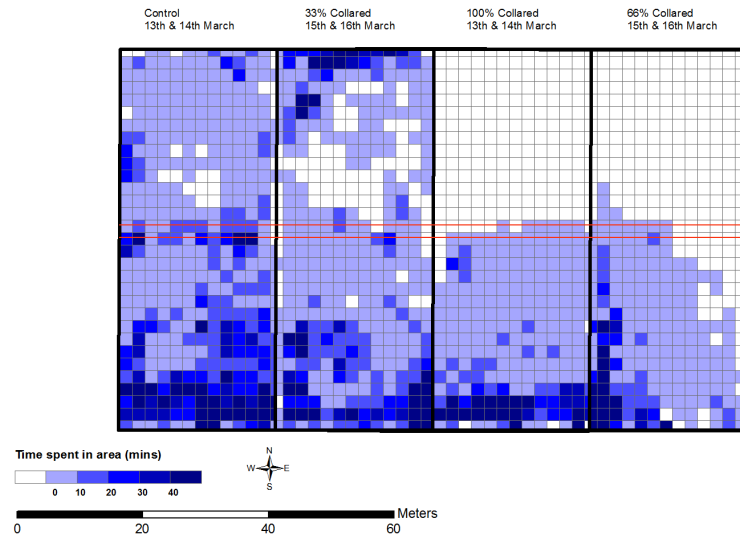 Control
13th & 14th March
33% Collared
15th & 16th March
100% Collared
13th & 14th March
66% Collared
15th & 16th March
Time spent in area (mins)
0 10 20 30 40
N
W E
S
Meters
0 20 40 60